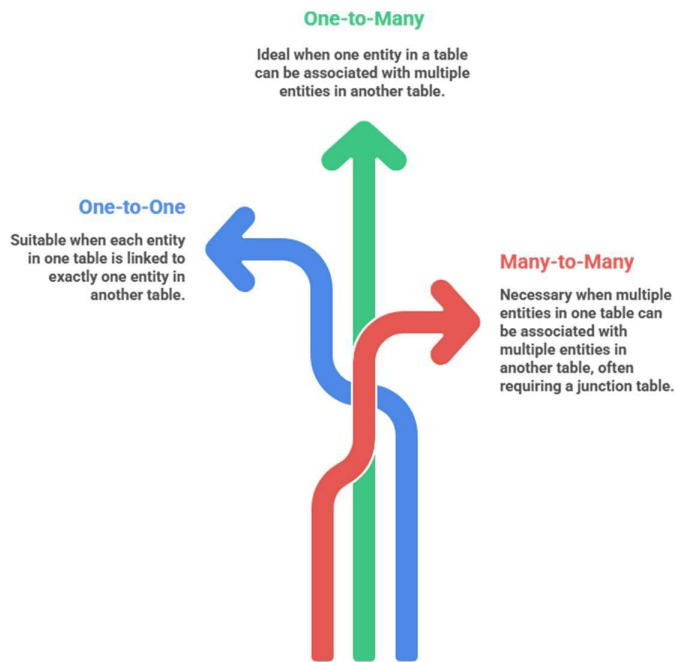 One-to-Many
Ideal when one entity in a table
can be associated with multiple
entities in another table.
One-to-One
Suitable when each entity
in one table is linked to
exactly one entity in
another table.
Many-to-Many
Necessary when multiple
entities in one table can
be associated with
multiple entities in
another table, often
requiring a junction table.